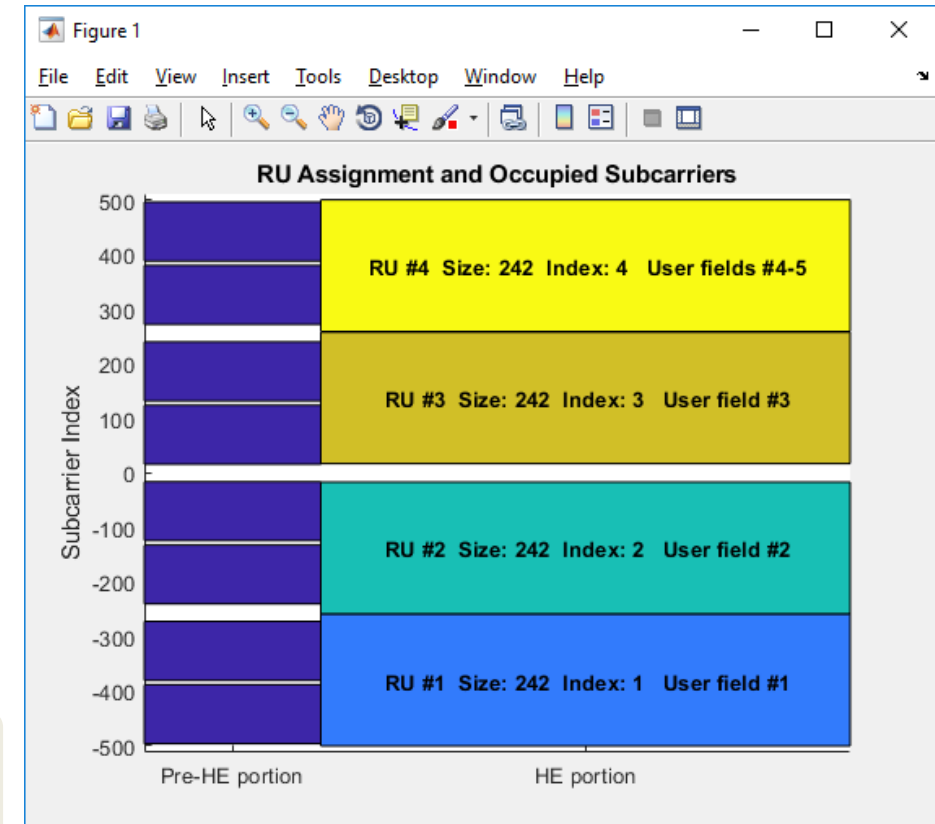 Figure 1
File Edit View Insert Tools Desktop Window Help
RU Assignment and Occupied Subcarriers
500
400
300
200
100
0
-100
-200
-300
-400
-500
Subcarrier Index
RU #4 Size: 242 Index: 4 User fields #4-5
RU #3 Size: 242 Index: 3 User field #3
RU #2 Size: 242 Index: 2 User field #2
RU #1 Size: 242 Index: 1 User field #1
Pre-HE portion
HE portion